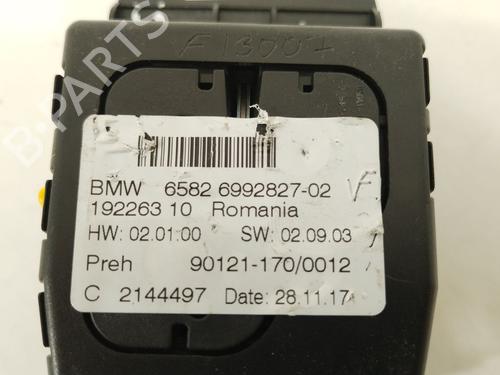 F13007
B-PARTS
BMW 6582 6992827-02
192263 10 Romania
HW: 02.01.00 SW: 02.09.03
Preh 90121-170/0012
C 2144497 Date: 28.11.17